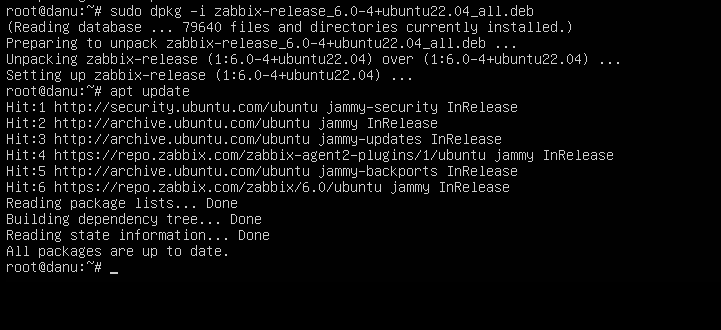 root@danu:~# sudo dpkg -i zabbix-release_6.0-4+ubuntu22.04_all.deb
(Reading database ... 79640 files and directories currently installed.)
Preparing to unpack zabbix-release_6.0-4+ubuntu22.04_all.deb ...
Unpacking zabbix-release (1:6.0-4+ubuntu22.04) over (1:6.0-4+ubuntu22.04) ...
Setting up zabbix-release (1:6.0-4+ubuntu22.04) ...
root@danu:~# apt update
Hit:1 http://security.ubuntu.com/ubuntu jammy-security InRelease
Hit:2 http://archive.ubuntu.com/ubuntu jammy InRelease
Hit:3 http://archive.ubuntu.com/ubuntu jammy-updates InRelease
Hit:4 https://repo.zabbix.com/zabbix-agent2-plugins/1/ubuntu jammy InRelease
Hit:5 http://archive.ubuntu.com/ubuntu jammy-backports InRelease
Hit:6 https://repo.zabbix.com/zabbix/6.0/ubuntu jammy InRelease
Reading package lists... Done
Building dependency tree... Done
Reading state information... Done
All packages are up to date.
root@danu:~# _